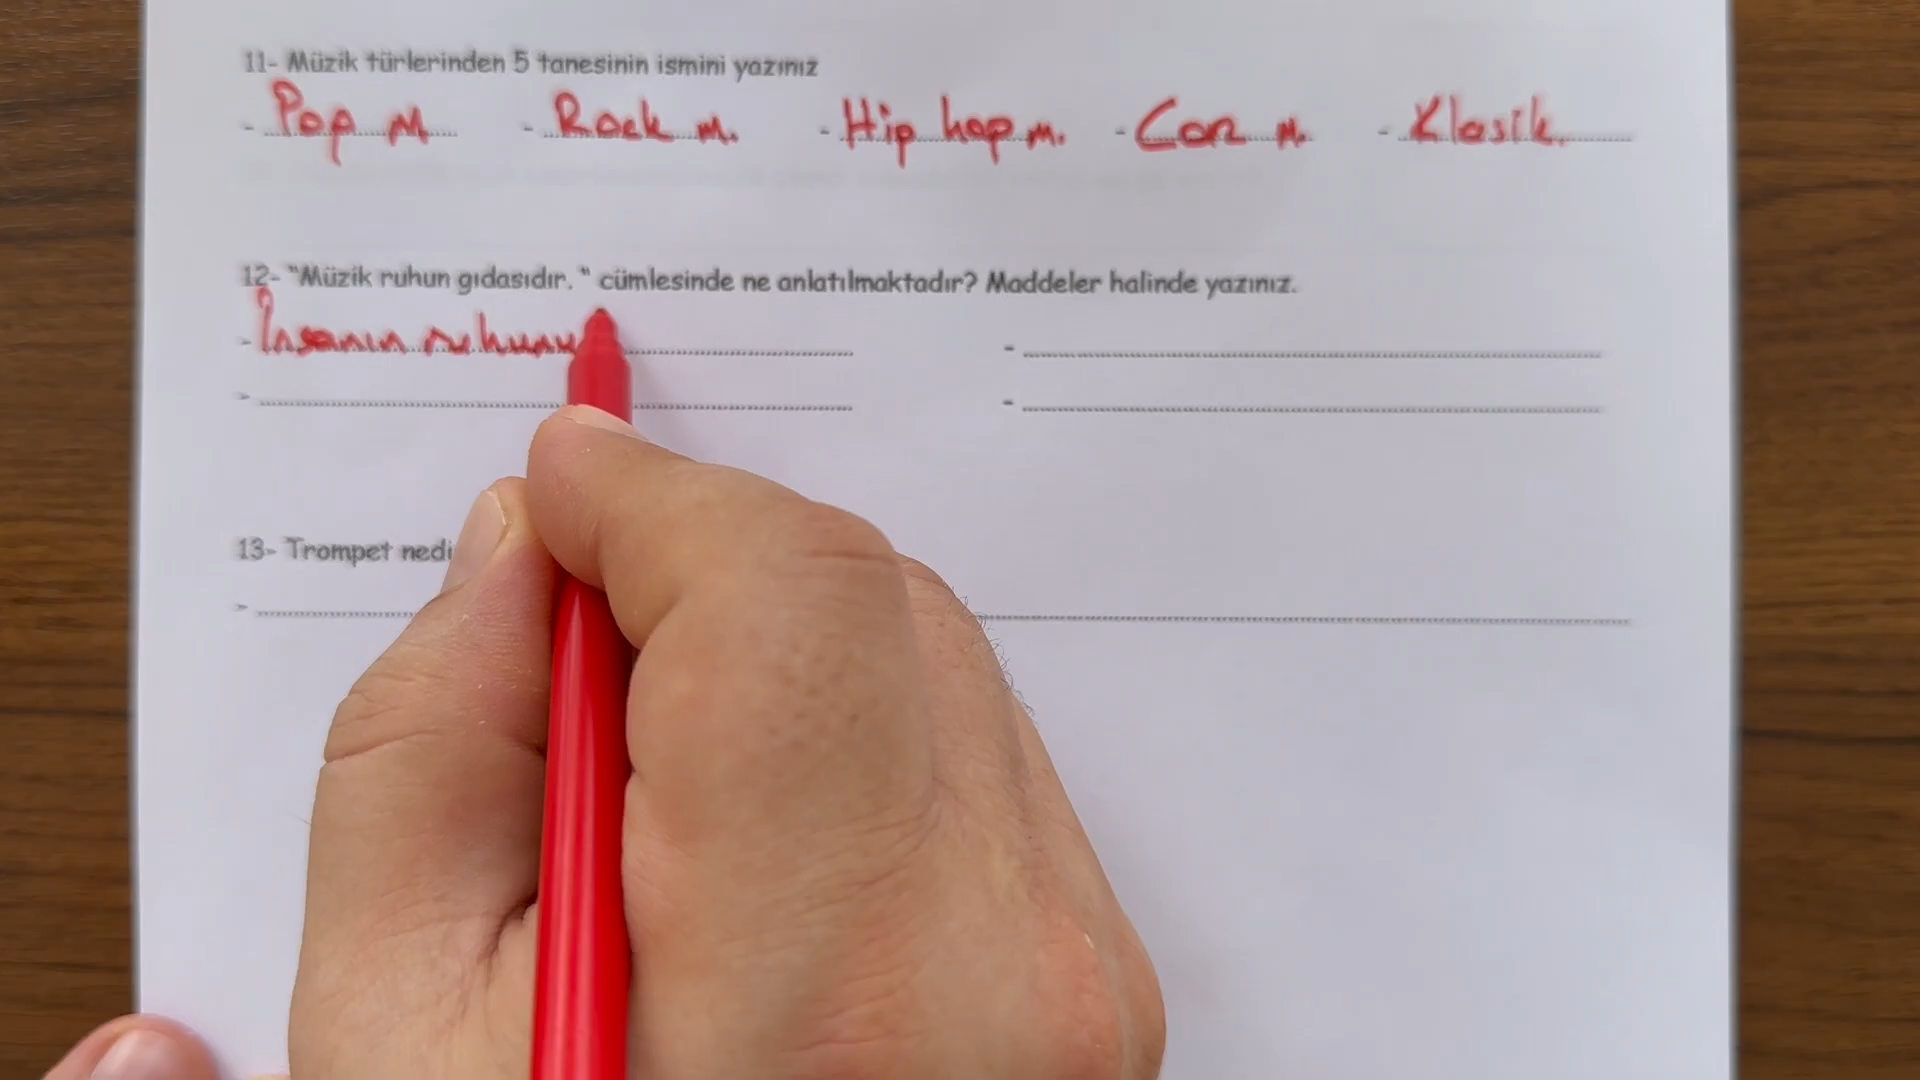 11- Müzik türlerinden 5 tanesinin ismini yazınız
- Pop M - Rock m. - Hip hop m. - Caz m. - Klasik.
12- "Müzik ruhun gıdasıdır. " cümlesinde ne anlatılmaktadır? Maddeler halinde yazınız.
- İnsanın ruhunu -
- -
13- Trompet nedi
-